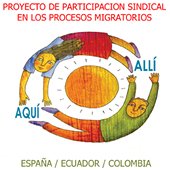 PROYECTO DE PARTICIPACION SINDICAL
EN LOS PROCESOS MIGRATORIOS
ALLÍ
AQUÍ
ESPAÑA / ECUADOR / COLOMBIA